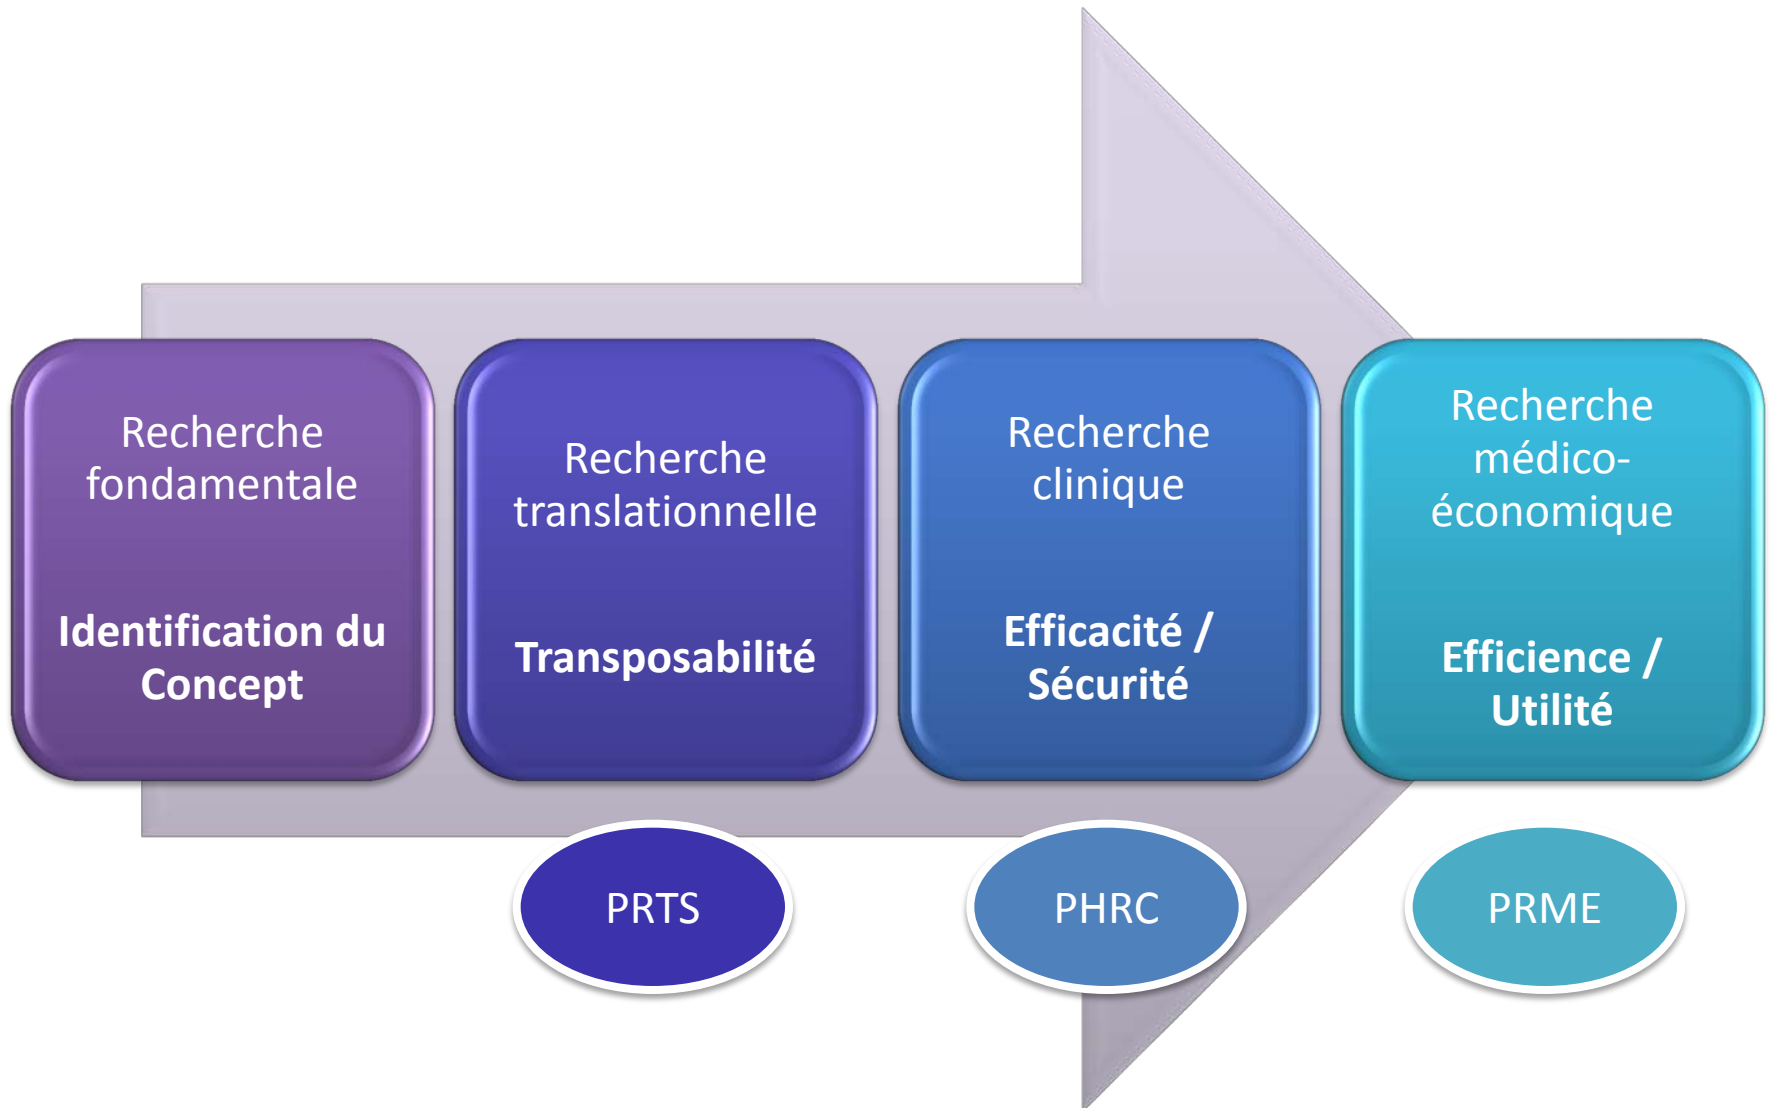 Recherche
fondamentale
Identification du
Concept
Recherche
translationnelle
Transposabilité
Recherche
clinique
Efficacité /
Sécurité
Recherche
médico-
économique
Efficience /
Utilité
PRTS
PHRC
PRME